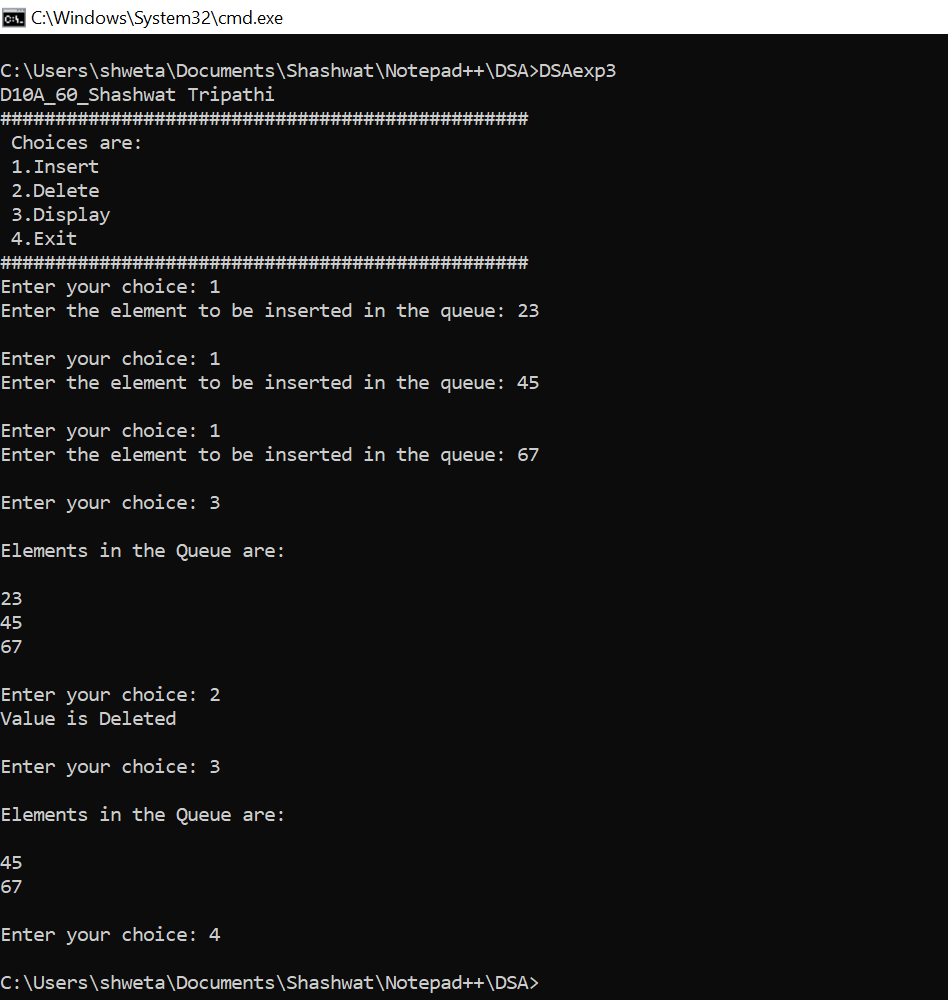 C:\Windows\System32\cmd.exe
C:\Users\shweta\Documents\Shashwat\Notepad++\DSA>DSAexp3
D10A_60_Shashwat Tripathi
################################################
Choices are:
1.Insert
2.Delete
3.Display
4.Exit
################################################
Enter your choice: 1
Enter the element to be inserted in the queue: 23
Enter your choice: 1
Enter the element to be inserted in the queue: 45
Enter your choice: 1
Enter the element to be inserted in the queue: 67
Enter your choice: 3
Elements in the Queue are:
23
45
67
Enter your choice: 2
Value is Deleted
Enter your choice: 3
Elements in the Queue are:
45
67
Enter your choice: 4
C:\Users\shweta\Documents\Shashwat\Notepad++\DSA>